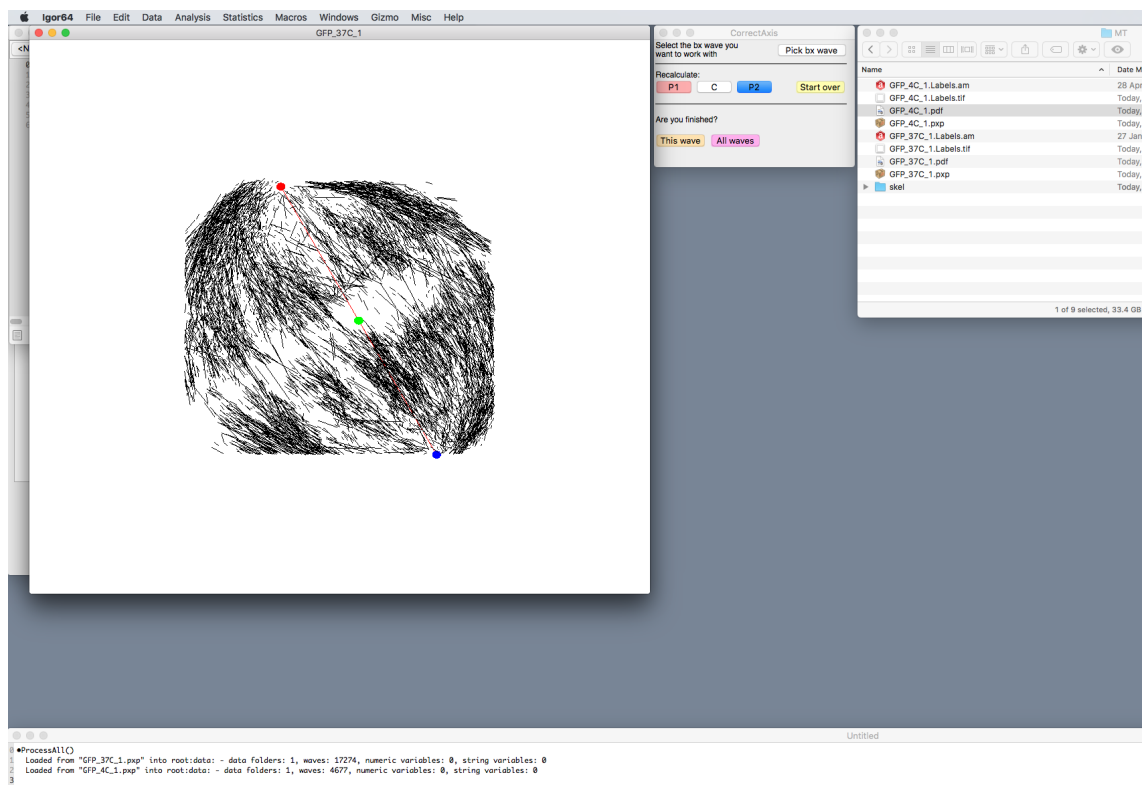 Igor64 File Edit Data Analysis Statistics Macros Windows Gizmo Misc Help
GFP_37C_1
CorrectAxis
Select the bx wave you
want to work with
Pick bx wave
Recalculate:
P1 C P2 Start over
Are you finished?
This wave All waves
MT
Name Date M
GFP_4C_1.Labels.am 28 Apr
GFP_4C_1.Labels.tif Today,
GFP_4C_1.pdf Today,
GFP_4C_1.pxp Today,
GFP_37C_1.Labels.am 27 Jan
GFP_37C_1.Labels.tif Today,
GFP_37C_1.pdf Today,
GFP_37C_1.pxp Today,
skel Today,
1 of 9 selected, 33.4 GB
<N
Untitled
0 •ProcessAll()
1 Loaded from "GFP_37C_1.pxp" into root:data: - data folders: 1, waves: 17274, numeric variables: 0, string variables: 0
2 Loaded from "GFP_4C_1.pxp" into root:data: - data folders: 1, waves: 4677, numeric variables: 0, string variables: 0
3